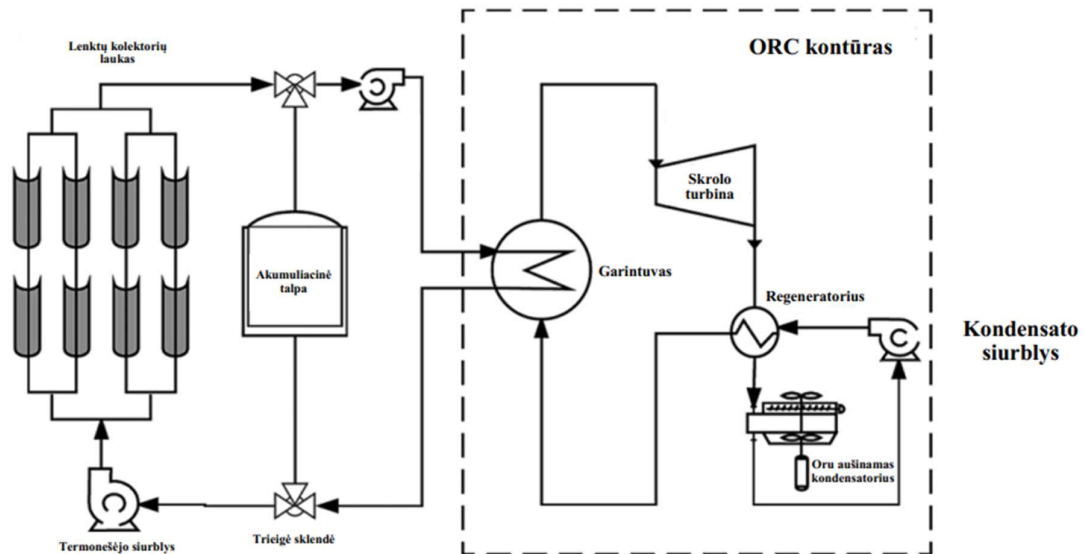 Lenktų kolektorių
laukas
ORC kontūras
Skrolo
turbina
Akumuliacinė
talpa
Garintuvas
Regeneratorius
Kondensato
siurblys
Oru aušinamas
kondensatorius
Termonešėjo siurblys
Trieigė sklendė